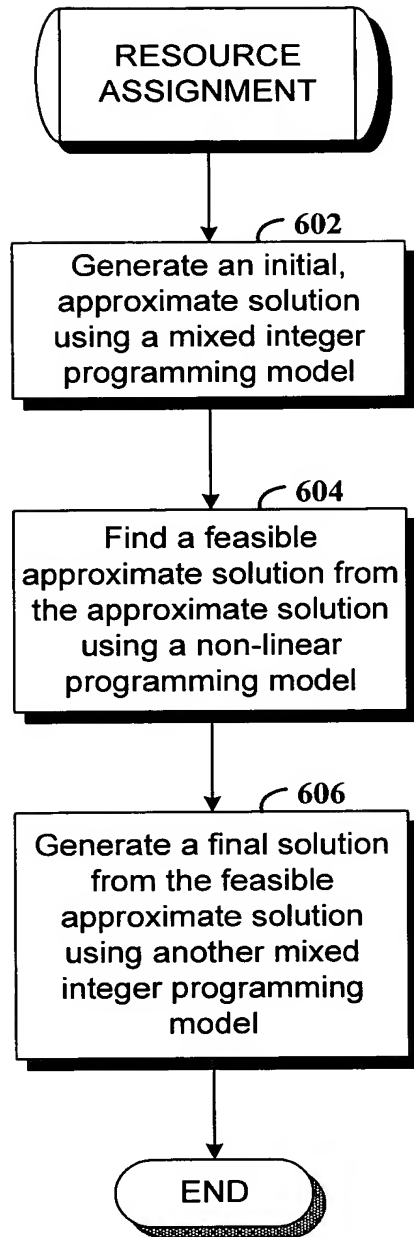 RESOURCE
ASSIGNMENT
602
Generate an initial,
approximate solution
using a mixed integer
programming model
604
Find a feasible
approximate solution from
the approximate solution
using a non-linear
programming model
606
Generate a final solution
from the feasible
approximate solution
using another mixed
integer programming
model
END